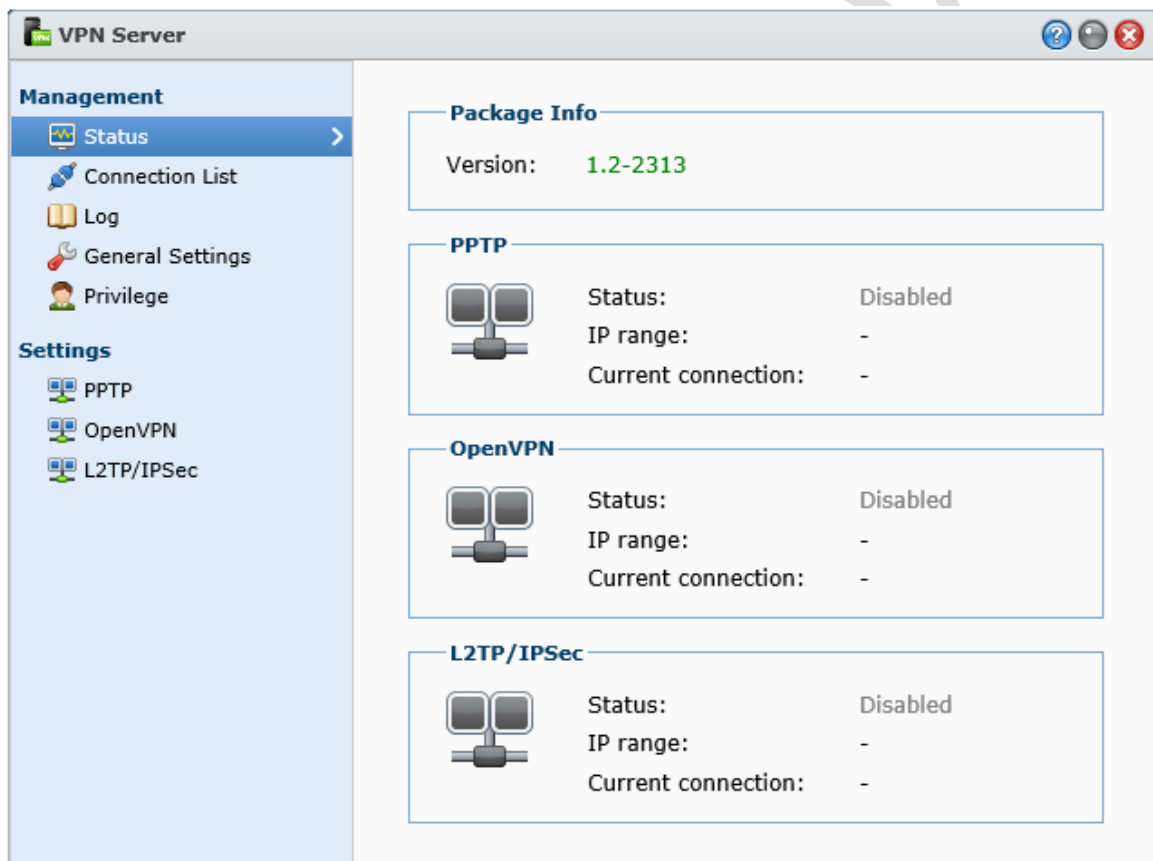 VPN Server
Management
Status
Connection List
Log
General Settings
Privilege
Settings
PPTP
OpenVPN
L2TP/IPSec
Package Info
Version: 1.2-2313
PPTP
Status: Disabled
IP range: -
Current connection: -
OpenVPN
Status: Disabled
IP range: -
Current connection: -
L2TP/IPSec
Status: Disabled
IP range: -
Current connection: -